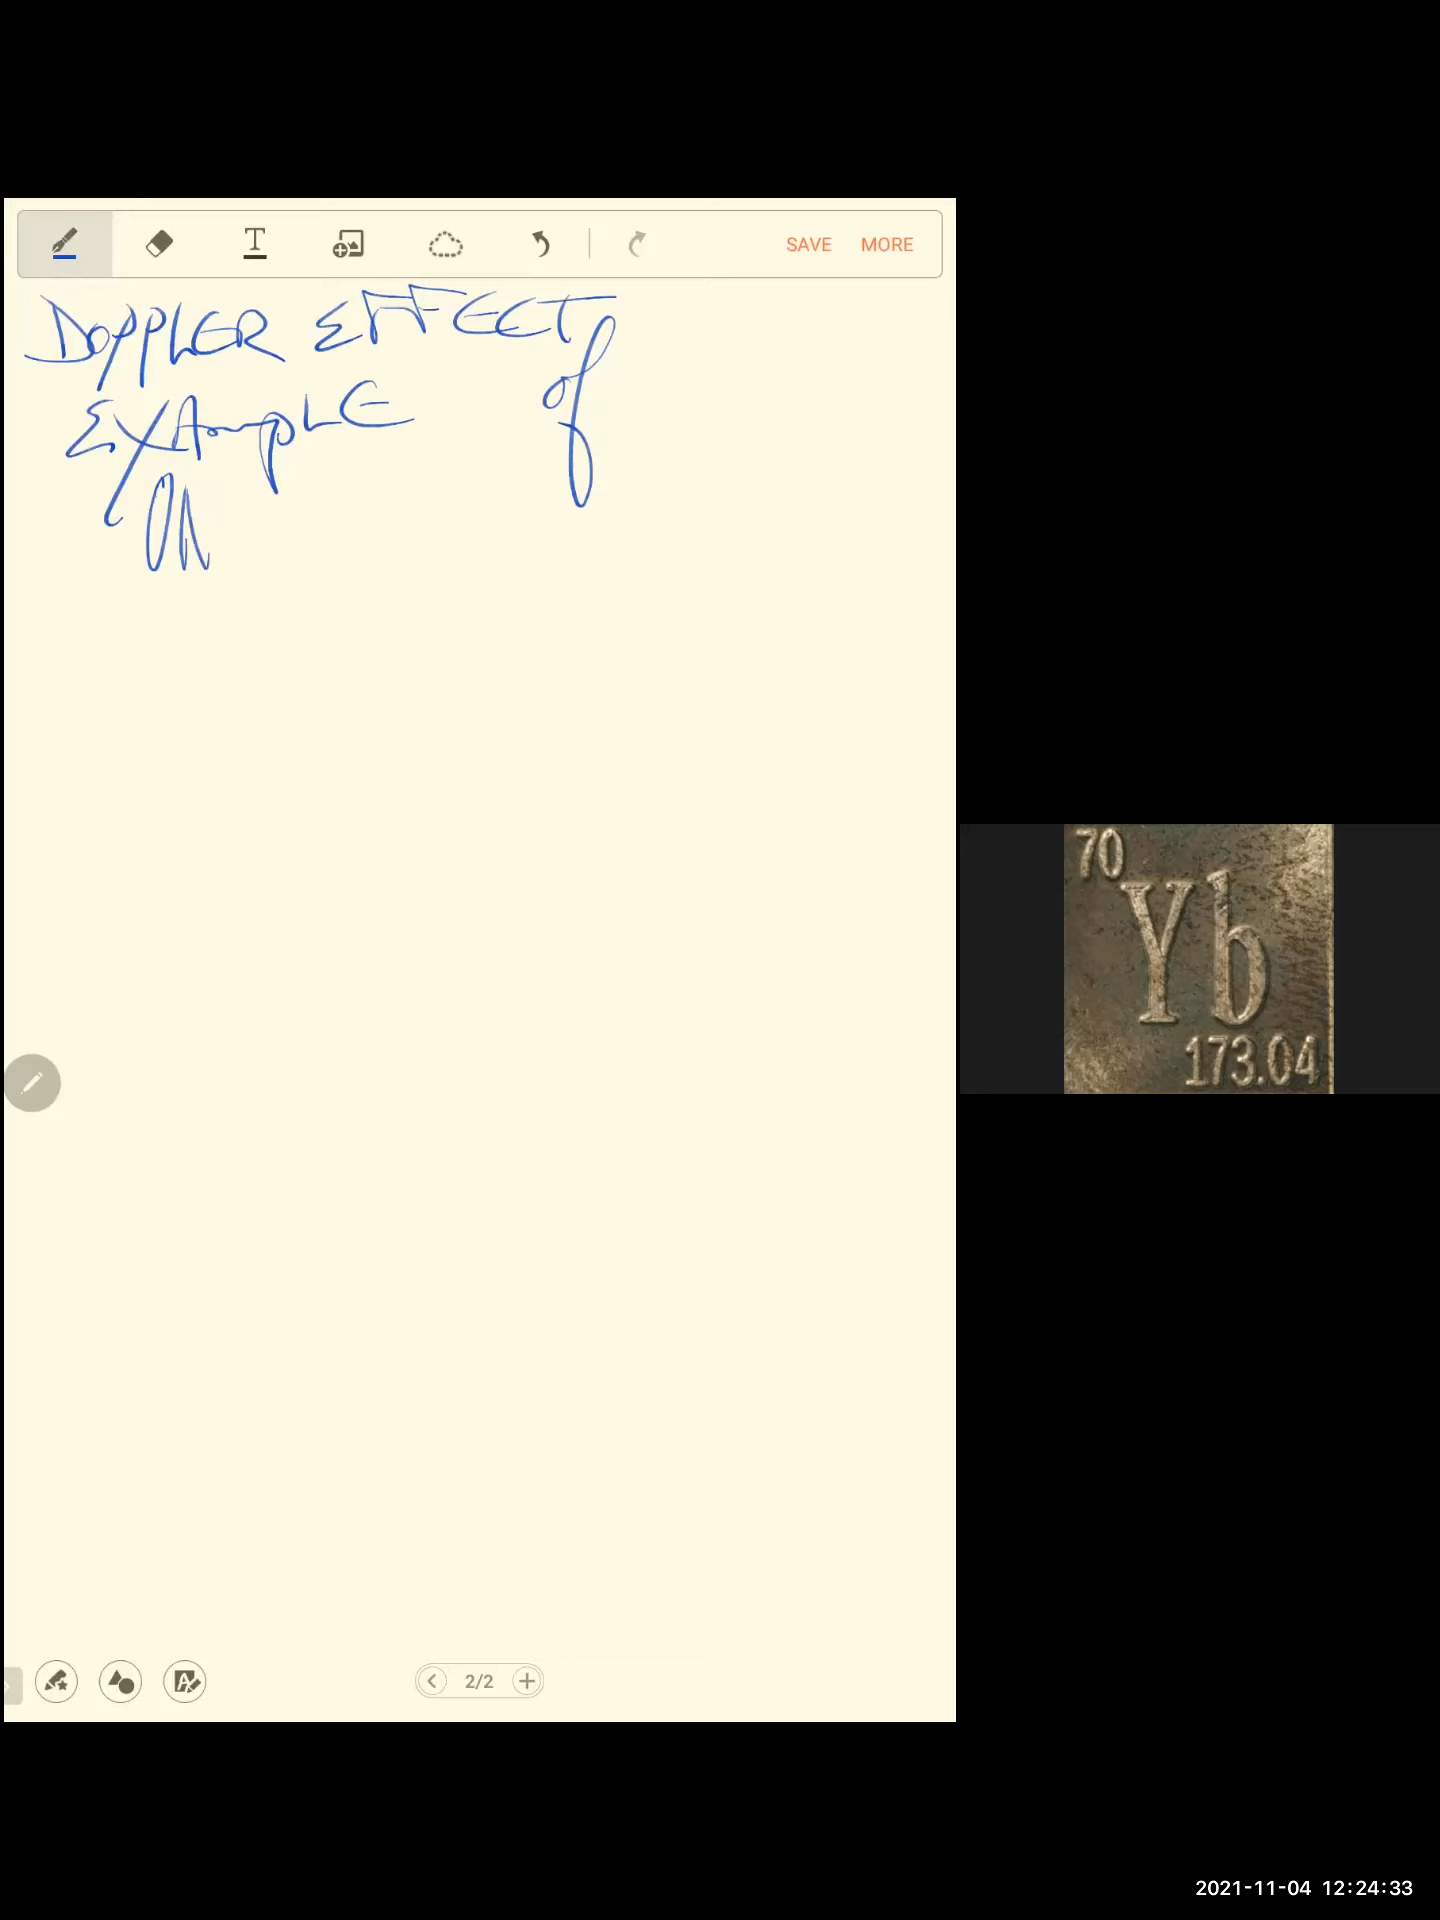 T
SAVE MORE
DOPPLER EFFECT
EXAMPLE of
70
Yb
173.04
A
2/2
2021-11-04 12:24:33